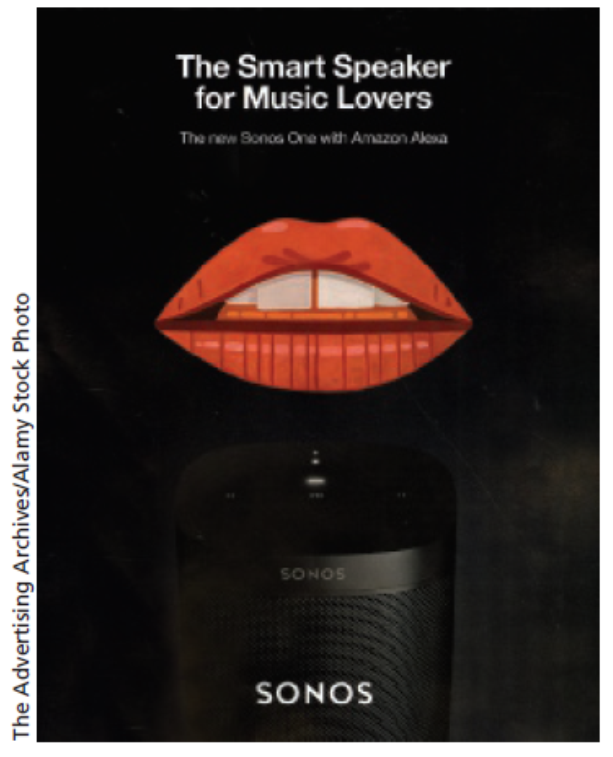 The Smart Speaker
for Music Lovers
The new Sonos One with Amazon Alexa
SONOS
SONOS
The Advertising Archives/Alamy Stock Photo